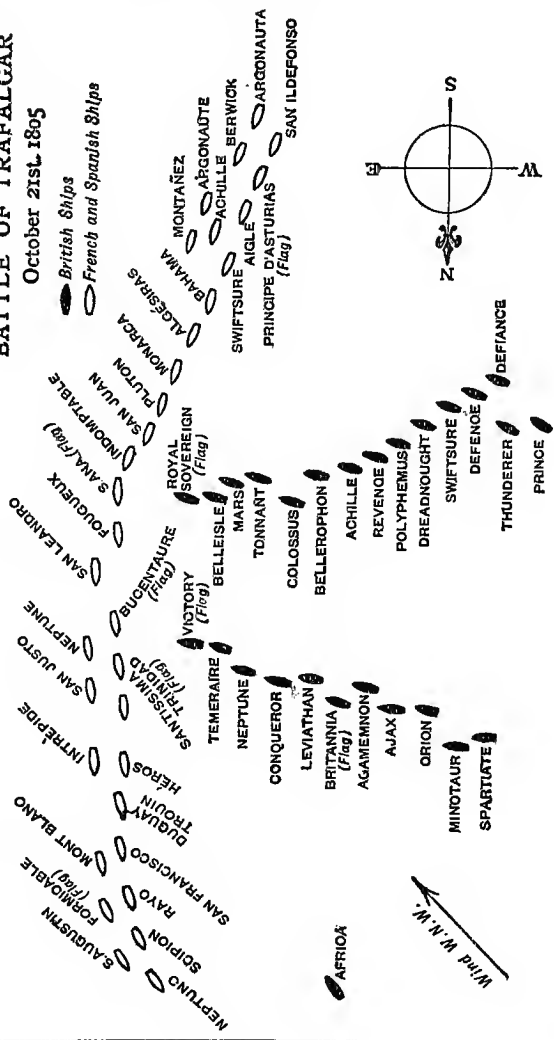 BATTLE OF TRAFALGAR
October 21st. 1805
British Ships
French and Spanish Ships
NEPTUNO
S. AUGUSTIN
SCIPION
FORMIDABLE
(Flag)
RAYO
MONT BLANC
SAN FRANCISCO
DUGUAY
TROUIN
INTRÉPIDE
HÉROS
SAN JUSTO
SANTISSIMA
TRINIDAD
(Flag)
NEPTUNE
BUCENTAURE
(Flag)
SAN LEANDRO
FOUGUEUX
S. ANA, (Flag)
INDOMPTABLE
SAN JUAN
PLUTON
MONARCA
ALGÉSIRAS
BAHAMA
MONTAÑEZ
SWIFTSURE
ARGONAUTE
ACHILLE
AIGLE
BERWICK
PRINCIPE D'ASTURIAS
(Flag)
ARGONAUTA
SAN ILDEFONSO
VICTORY
(Flag)
TEMERAIRE
NEPTUNE
CONQUEROR
LEVIATHAN
BRITANNIA
(Flag)
AGAMEMNON
AJAX
ORION
MINOTAUR
SPARTIATE
AFRICA
ROYAL
SOVEREIGN
(Flag)
BELLEISLE
MARS
TONNANT
COLOSSUS
BELLEROPHON
ACHILLE
REVENGE
POLYPHEMUS
DREADNOUGHT
SWIFTSURE
DEFENCE
DEFIANCE
THUNDERER
PRINCE
Wind W.N.W.
N
E
S
W